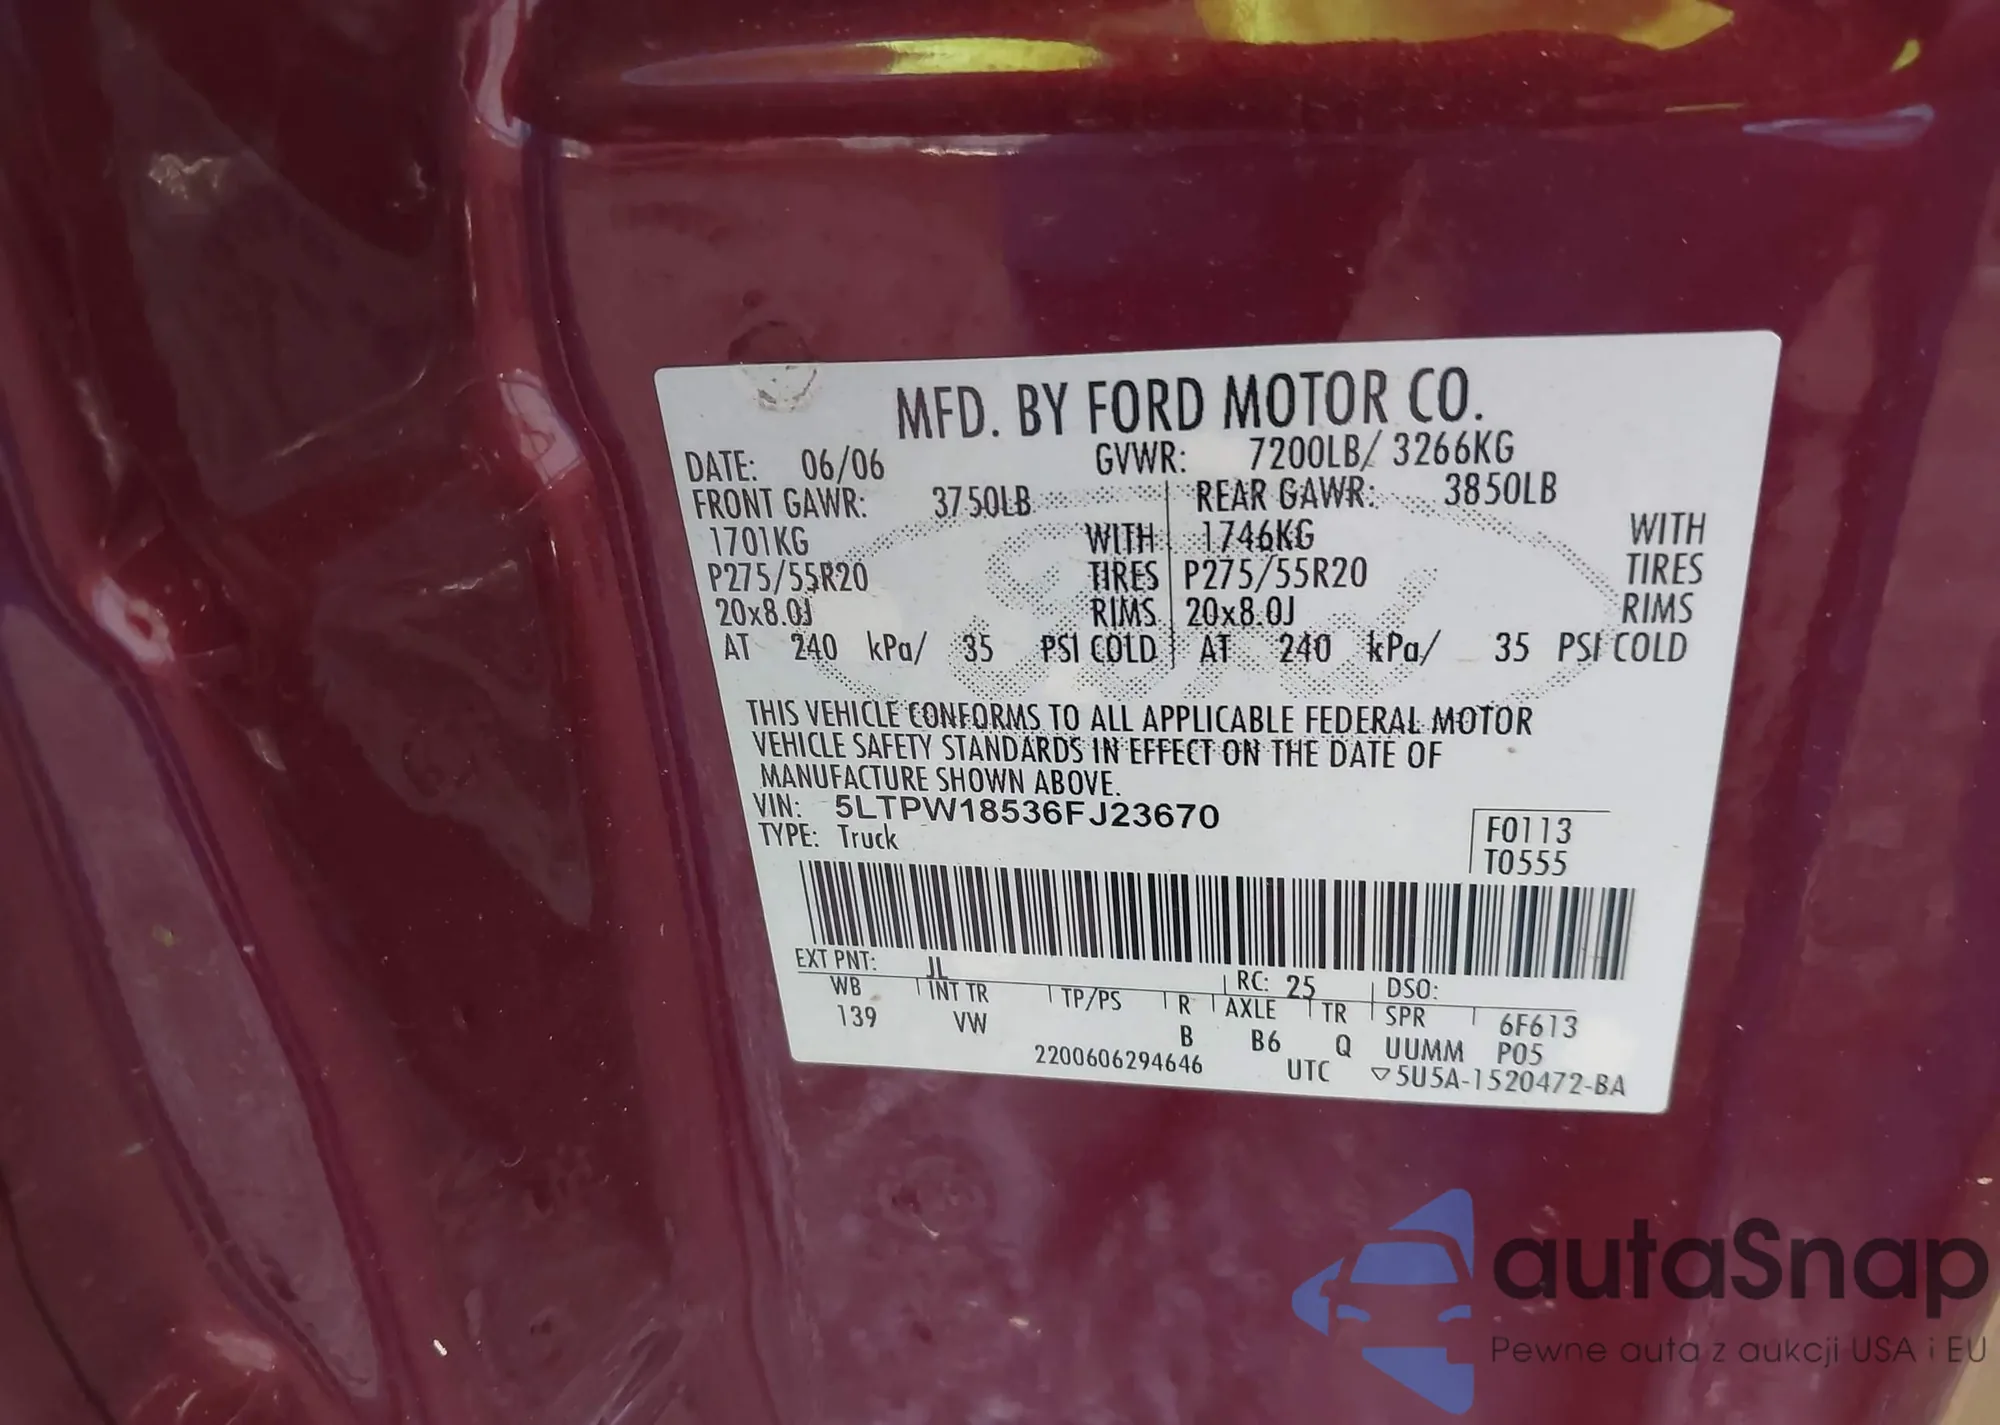 MFD. BY FORD MOTOR CO.
DATE: 06/06 GVWR: 7200LB/ 3266KG
FRONT GAWR: 3750LB REAR GAWR: 3850LB
1701KG WITH 1746KG WITH
P275/55R20 TIRES P275/55R20 TIRES
20x8.0J RIMS 20x8.0J RIMS
AT 240 kPa/ 35 PSI COLD AT 240 kPa/ 35 PSI COLD
Ford
THIS VEHICLE CONFORMS TO ALL APPLICABLE FEDERAL MOTOR
VEHICLE SAFETY STANDARDS IN EFFECT ON THE DATE OF
MANUFACTURE SHOWN ABOVE.
VIN: 5LTPW18536FJ23670
TYPE: Truck
F0113
T0555
EXT PNT: JL RC: 25 DSO:
WB INT TR TP/PS R AXLE TR SPR 6F613
139 VW B B6 Q UUMM P05
2200606294646 UTC ▽5U5A-1520472-BA
autaSnap
Pewne auta z aukcji USA i EU